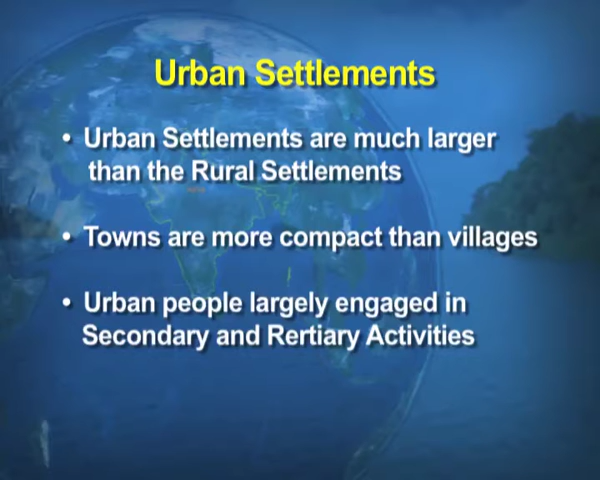 Urban Settlements
• Urban Settlements are much larger
than the Rural Settlements
• Towns are more compact than villages
• Urban people largely engaged in
Secondary and Rertiary Activities